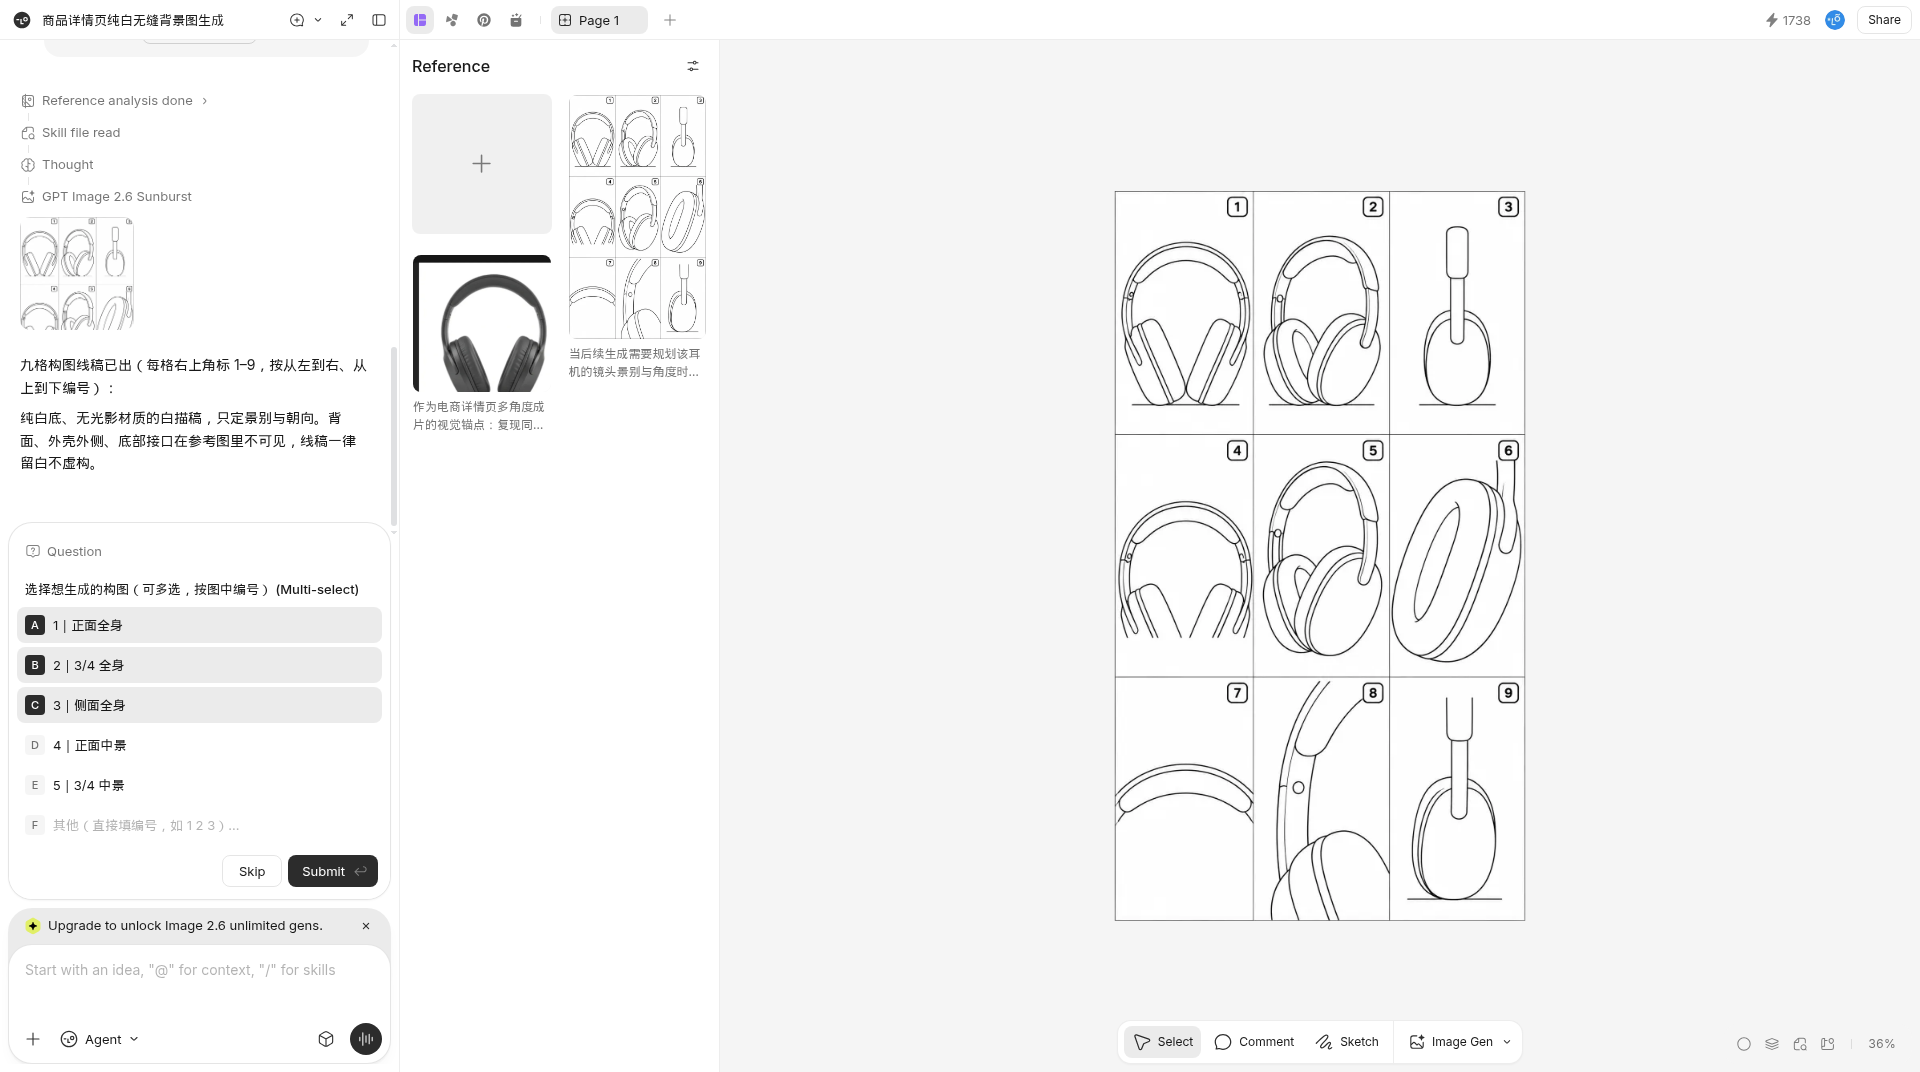 商品详情页纯白无缝背景图生成
Page 1
1738
Share
Reference analysis done
Skill file read
Thought
GPT Image 2.6 Sunburst
九格构图线稿已出（每格右上角标 1–9，按从左到右、从
上到下编号）：
纯白底、无光影材质的白描稿，只定景别与朝向。背
面、外壳外侧、底部接口在参考图里不可见，线稿一律
留白不虚构。
Question
选择想生成的构图（可多选，按图中编号） (Multi-select)
A 1｜正面全身
B 2｜3/4 全身
C 3｜侧面全身
D 4｜正面中景
E 5｜3/4 中景
F 其他（直接填编号，如 1 2 3）...
Skip
Submit
Upgrade to unlock Image 2.6 unlimited gens.
Start with an idea, "@" for context, "/" for skills
Agent
Reference
当后续生成需要规划该耳
机的镜头景别与角度时...
作为电商详情页多角度成
片的视觉锚点：复现同...
1 2 3
4 5 6
7 8 9
Select
Comment
Sketch
Image Gen
36%